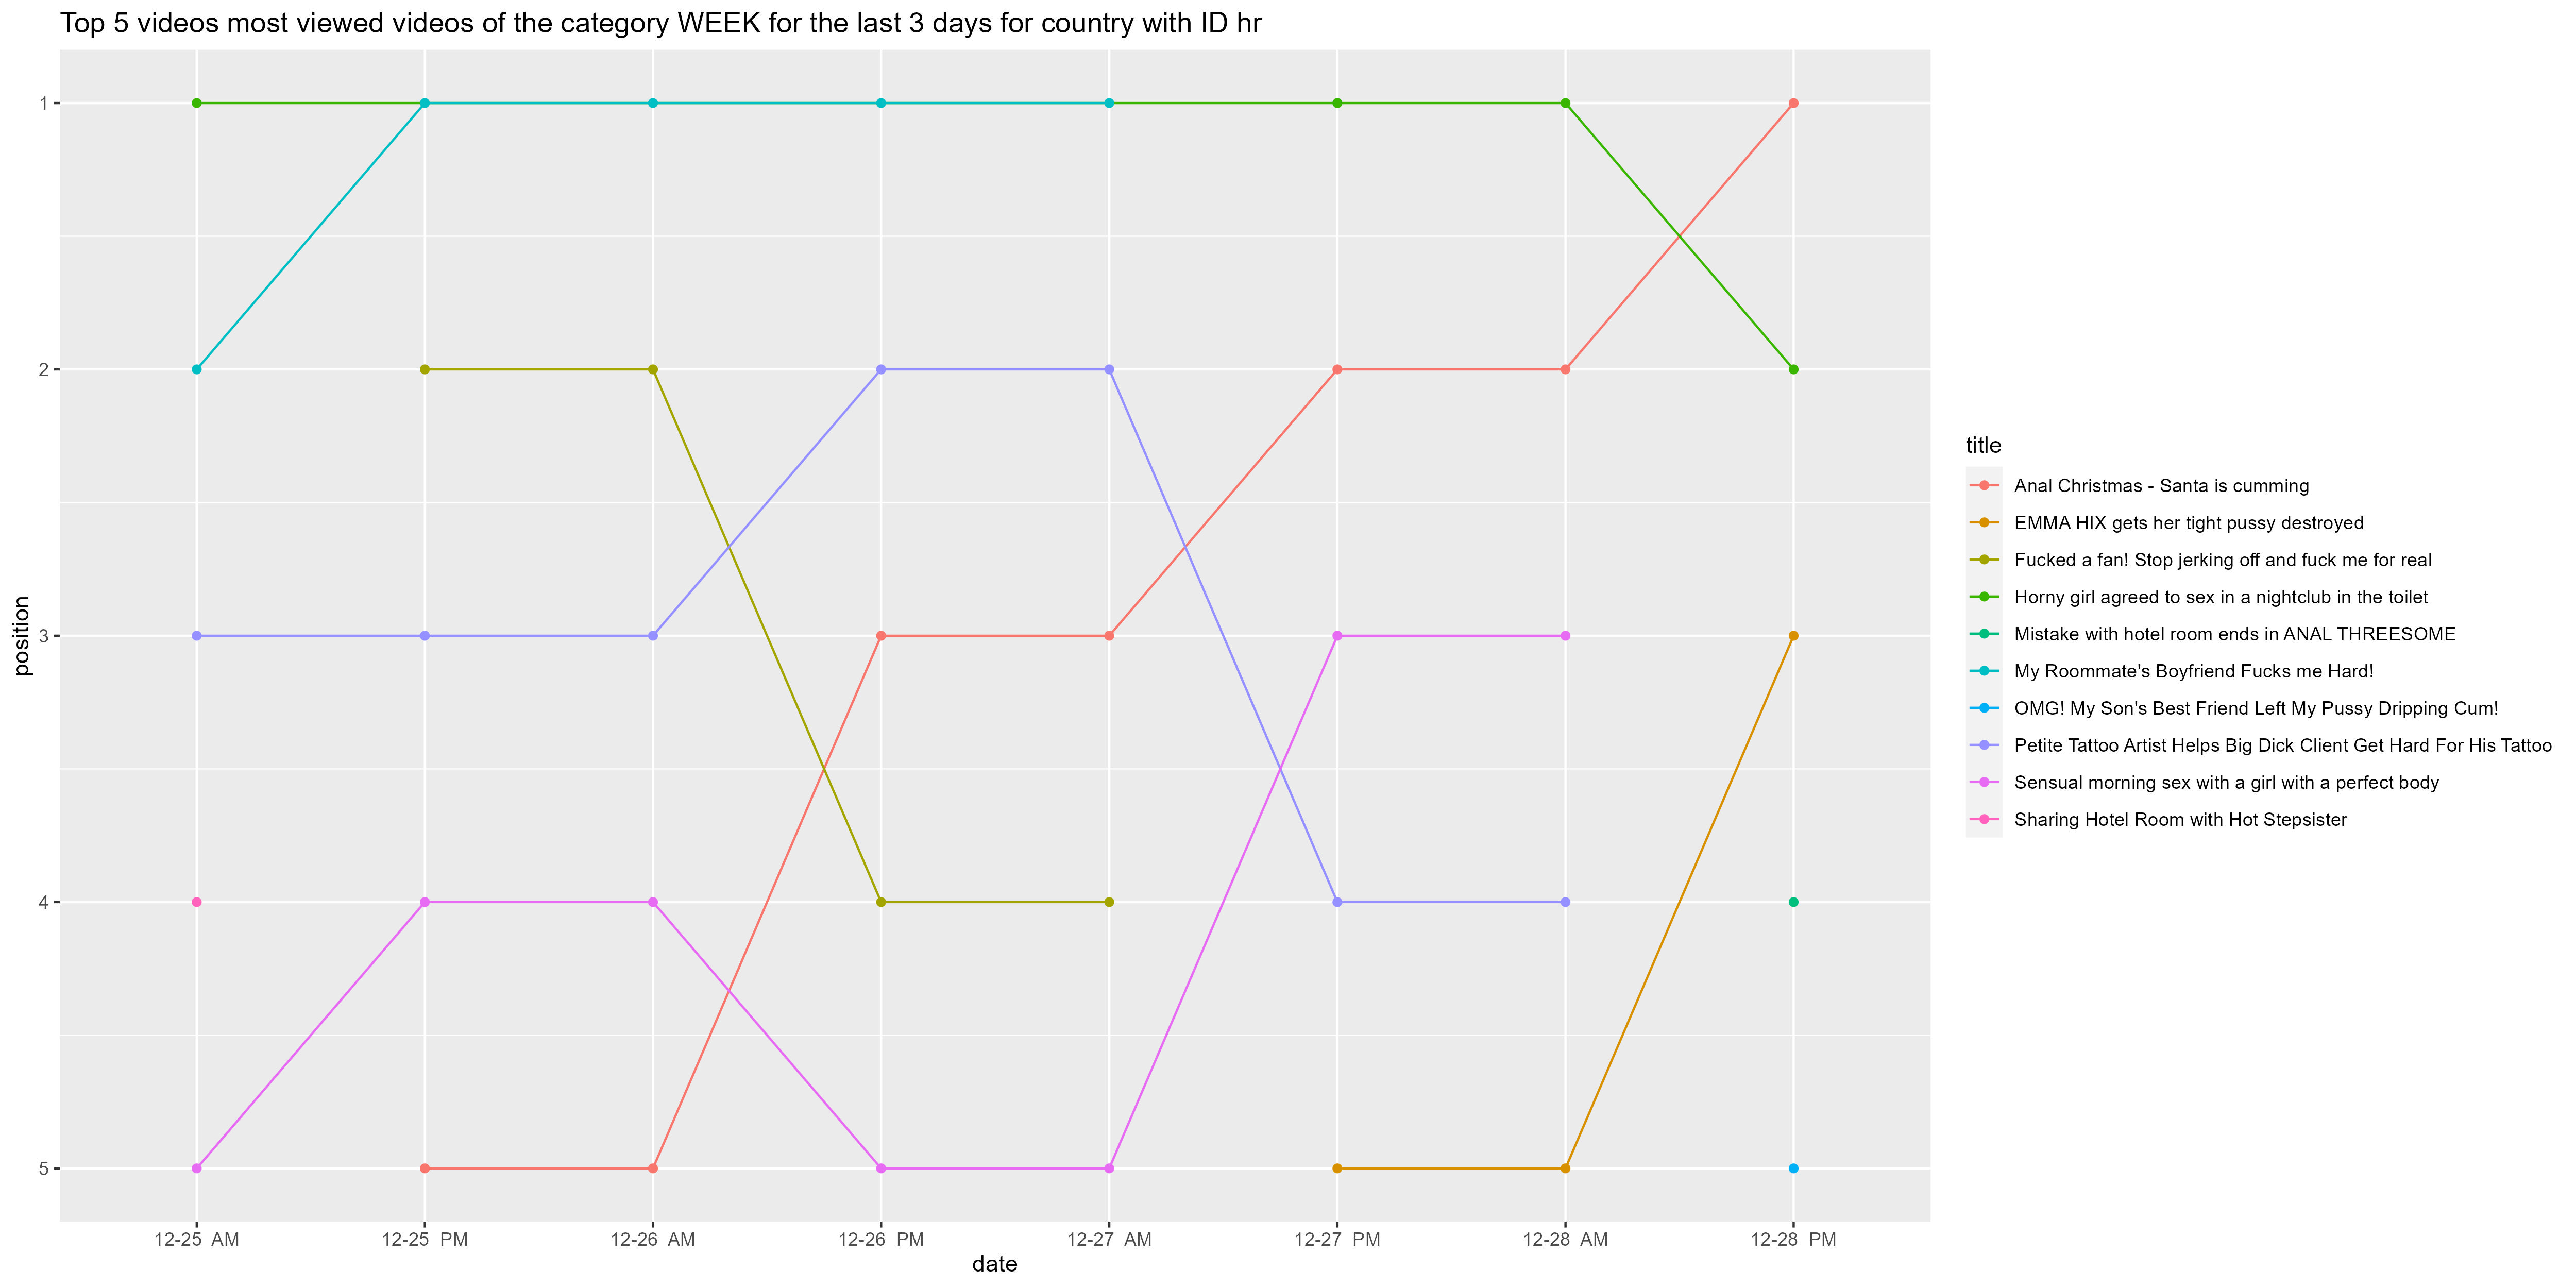 Top 5 videos most viewed videos of the category WEEK for the last 3 days for country with ID hr
position
1
2
3
4
5
12-25 AM
12-25 PM
12-26 AM
12-26 PM
12-27 AM
12-27 PM
12-28 AM
12-28 PM
date
title
Anal Christmas - Santa is cumming
EMMA HIX gets her tight pussy destroyed
Fucked a fan! Stop jerking off and fuck me for real
Horny girl agreed to sex in a nightclub in the toilet
Mistake with hotel room ends in ANAL THREESOME
My Roommate's Boyfriend Fucks me Hard!
OMG! My Son's Best Friend Left My Pussy Dripping Cum!
Petite Tattoo Artist Helps Big Dick Client Get Hard For His Tattoo
Sensual morning sex with a girl with a perfect body
Sharing Hotel Room with Hot Stepsister